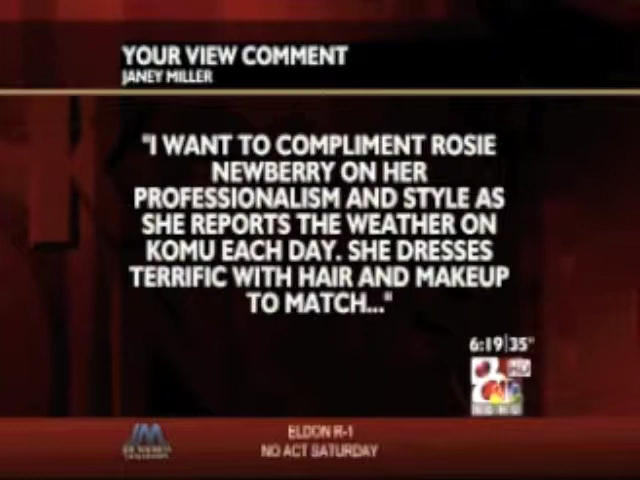 YOUR VIEW COMMENT
JANEY MILLER
"I WANT TO COMPLIMENT ROSIE
NEWBERRY ON HER
PROFESSIONALISM AND STYLE AS
SHE REPORTS THE WEATHER ON
KOMU EACH DAY. SHE DRESSES
TERRIFIC WITH HAIR AND MAKEUP
TO MATCH..."
6:19 35°
8 HD
ELDON R-1
NO ACT SATURDAY